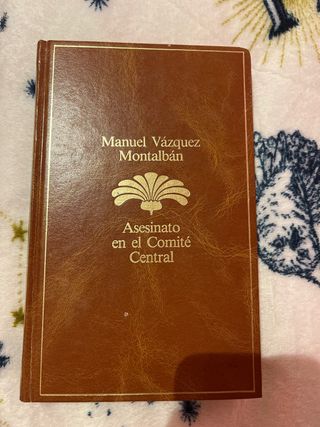 Manuel Vázquez
Montalbán
Asesinato
en el Comité
Central